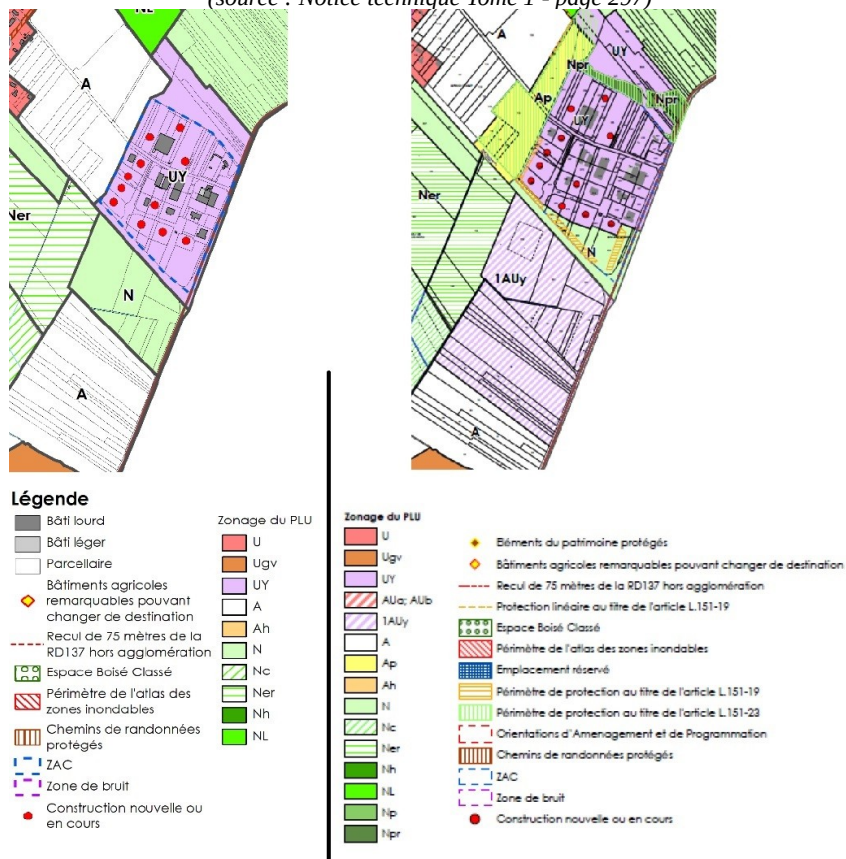 (source : Notice technique Tome 1 - page 297)
NL
A
UY
Ner
N
A
A
UY
Npr
Npr
Ap
UY
Ner
N
1AUy
A
Légende
Bâti lourd
Bâti léger
Parcellaire
Bâtiments agricoles
remarquables pouvant
changer de destination
Recul de 75 mètres de la
RD137 hors agglomération
Espace Boisé Classé
Périmètre de l'atlas des
zones inondables
Chemins de randonnées
protégés
ZAC
Zone de bruit
Construction nouvelle ou
en cours
Zonage du PLU
U
Ugv
UY
A
Ah
N
Nc
Ner
Nh
NL
Zonage du PLU
U
Ugv
UY
AUa; AUb
1AUy
A
Ap
Ah
N
Nc
Ner
Nh
NL
Np
Npr
Eléments du patrimoine protégés
Bâtiments agricoles remarquables pouvant changer de destination
Recul de 75 mètres de la RD137 hors agglomération
Protection linéaire au titre de l'article L.151-19
Espace Boisé Classé
Périmètre de l'atlas des zones inondables
Emplacement réservé
Périmètre de protection au titre de l'article L.151-19
Périmètre de protection au titre de l'article L.151-23
Orientations d'Amenagement et de Programmation
Chemins de randonnées protégés
ZAC
Zone de bruit
Construction nouvelle ou en cours